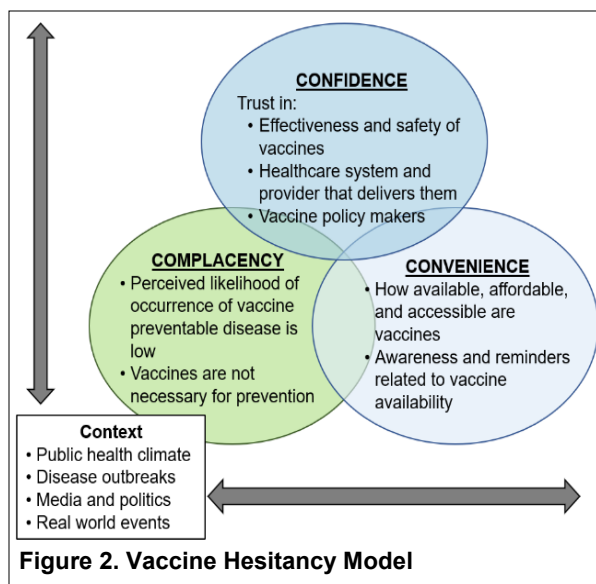 CONFIDENCE
Trust in:
• Effectiveness and safety of
vaccines
• Healthcare system and
provider that delivers them
• Vaccine policy makers
COMPLACENCY
• Perceived likelihood of
occurrence of vaccine
preventable disease is
low
• Vaccines are not
necessary for prevention
CONVENIENCE
• How available, affordable,
and accessible are
vaccines
• Awareness and reminders
related to vaccine
availability
Context
• Public health climate
• Disease outbreaks
• Media and politics
• Real world events
Figure 2. Vaccine Hesitancy Model